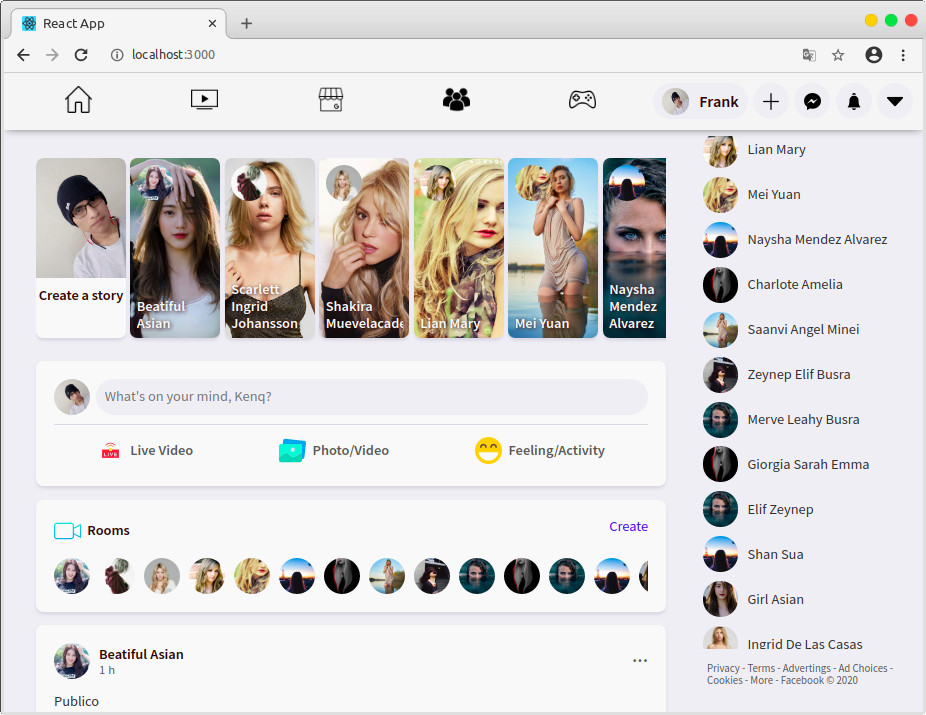 React App
localhost:3000
G
Frank
Create a story
Beatiful
Asian
Scarlett
Ingrid
Johansson
Shakira
Muevelacade
Lian Mary
Mei Yuan
Naysha
Mendez
Alvarez
What's on your mind, Kenq?
LIVE
Live Video
Photo/Video
Feeling/Activity
Rooms
Create
Beatiful Asian
1 h
Publico
Lian Mary
Mei Yuan
Naysha Mendez Alvarez
Charlote Amelia
Saanvi Angel Minei
Zeynep Elif Busra
Merve Leahy Busra
Giorgia Sarah Emma
Elif Zeynep
Shan Sua
Girl Asian
Ingrid De Las Casas
Privacy - Terms - Advertings - Ad Choices -
Cookies - More - Facebook © 2020